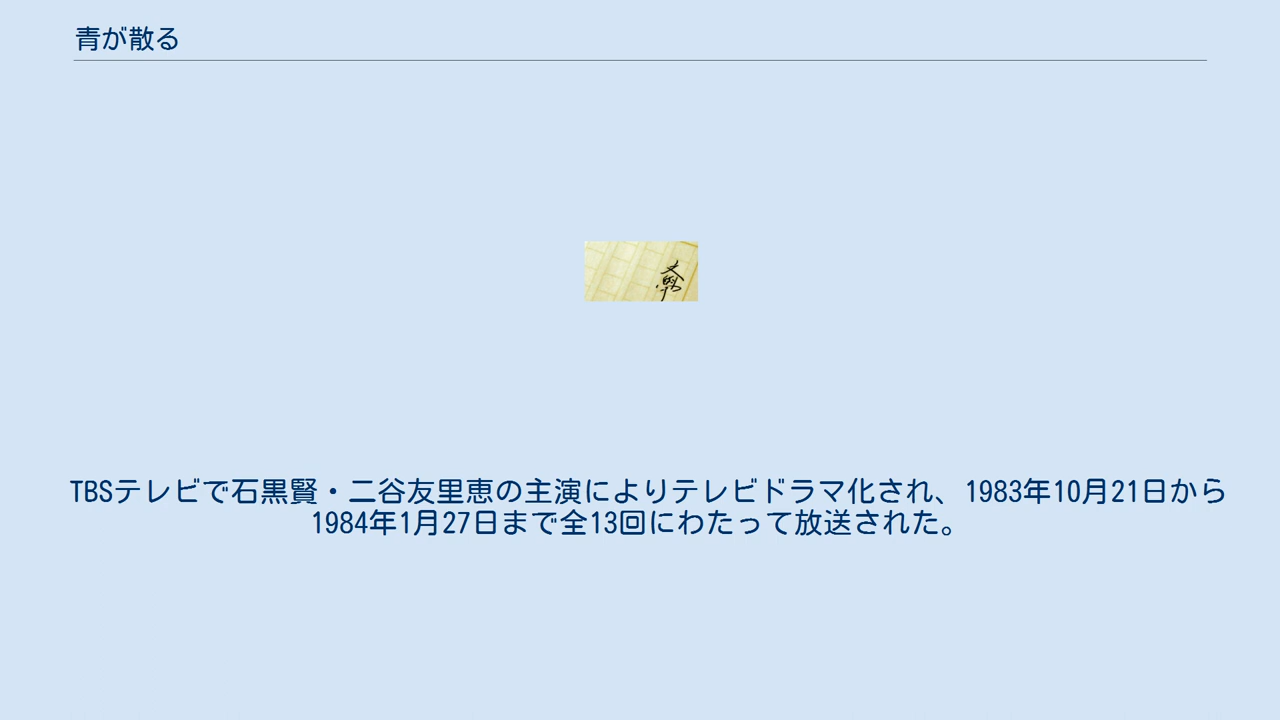 青が散る
TBSテレビで石黒賢・二谷友里恵の主演によりテレビドラマ化され、1983年10月21日から
1984年1月27日まで全13回にわたって放送された。